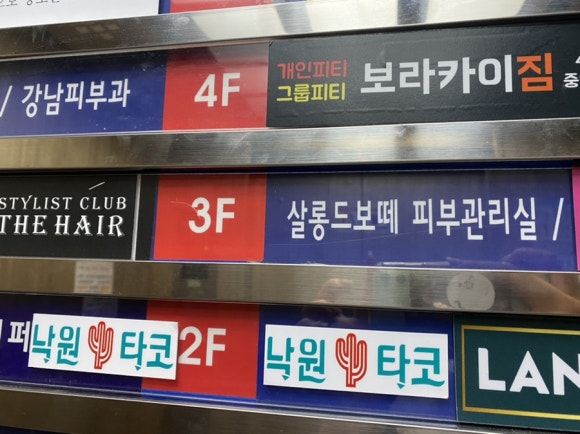 / 강남피부과
4F
개인피티
그룹피티
보라카이짐
중
STYLIST CLUB
THE HAIR
3F
살롱드보떼 피부관리실 /
페
낙원 타코
2F
낙원 타코
LAN